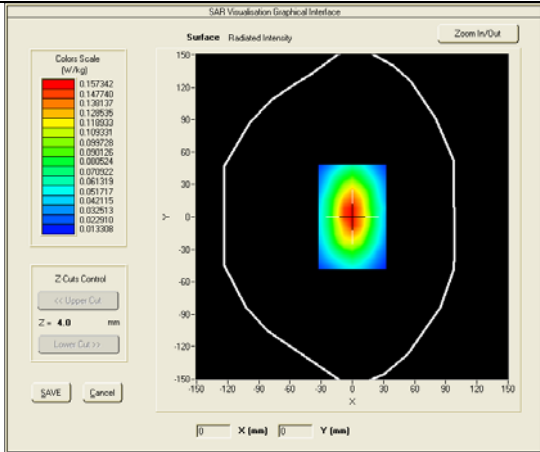 SAR Visualisation Graphical Interface
Surface Radiated Intensity
Zoom In/Out
Colors Scale
(W/kg)
0.157342
0.147740
0.138137
0.128535
0.118933
0.109331
0.099728
0.090126
0.080524
0.070922
0.061319
0.051717
0.042115
0.032513
0.022910
0.013308
150
120
90
60
30
0
-30
-60
-90
-120
-150
Y
-150 -120 -90 -60 -30 0 30 60 90 120 150
X
Z Cuts Control
<< Upper Cut
Z = 4.0 mm
Lower Cut >>
SAVE Cancel
0 X (mm) 0 Y (mm)